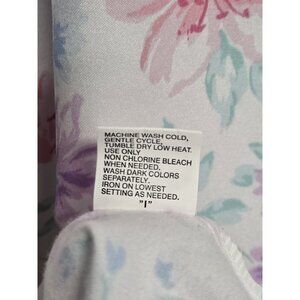 MACHINE WASH COLD,
GENTLE CYCLE,
TUMBLE DRY LOW HEAT.
USE ONLY
NON CHLORINE BLEACH
WHEN NEEDED.
WASH DARK COLORS
SEPARATELY.
IRON ON LOWEST
SETTING AS NEEDED.
"I"